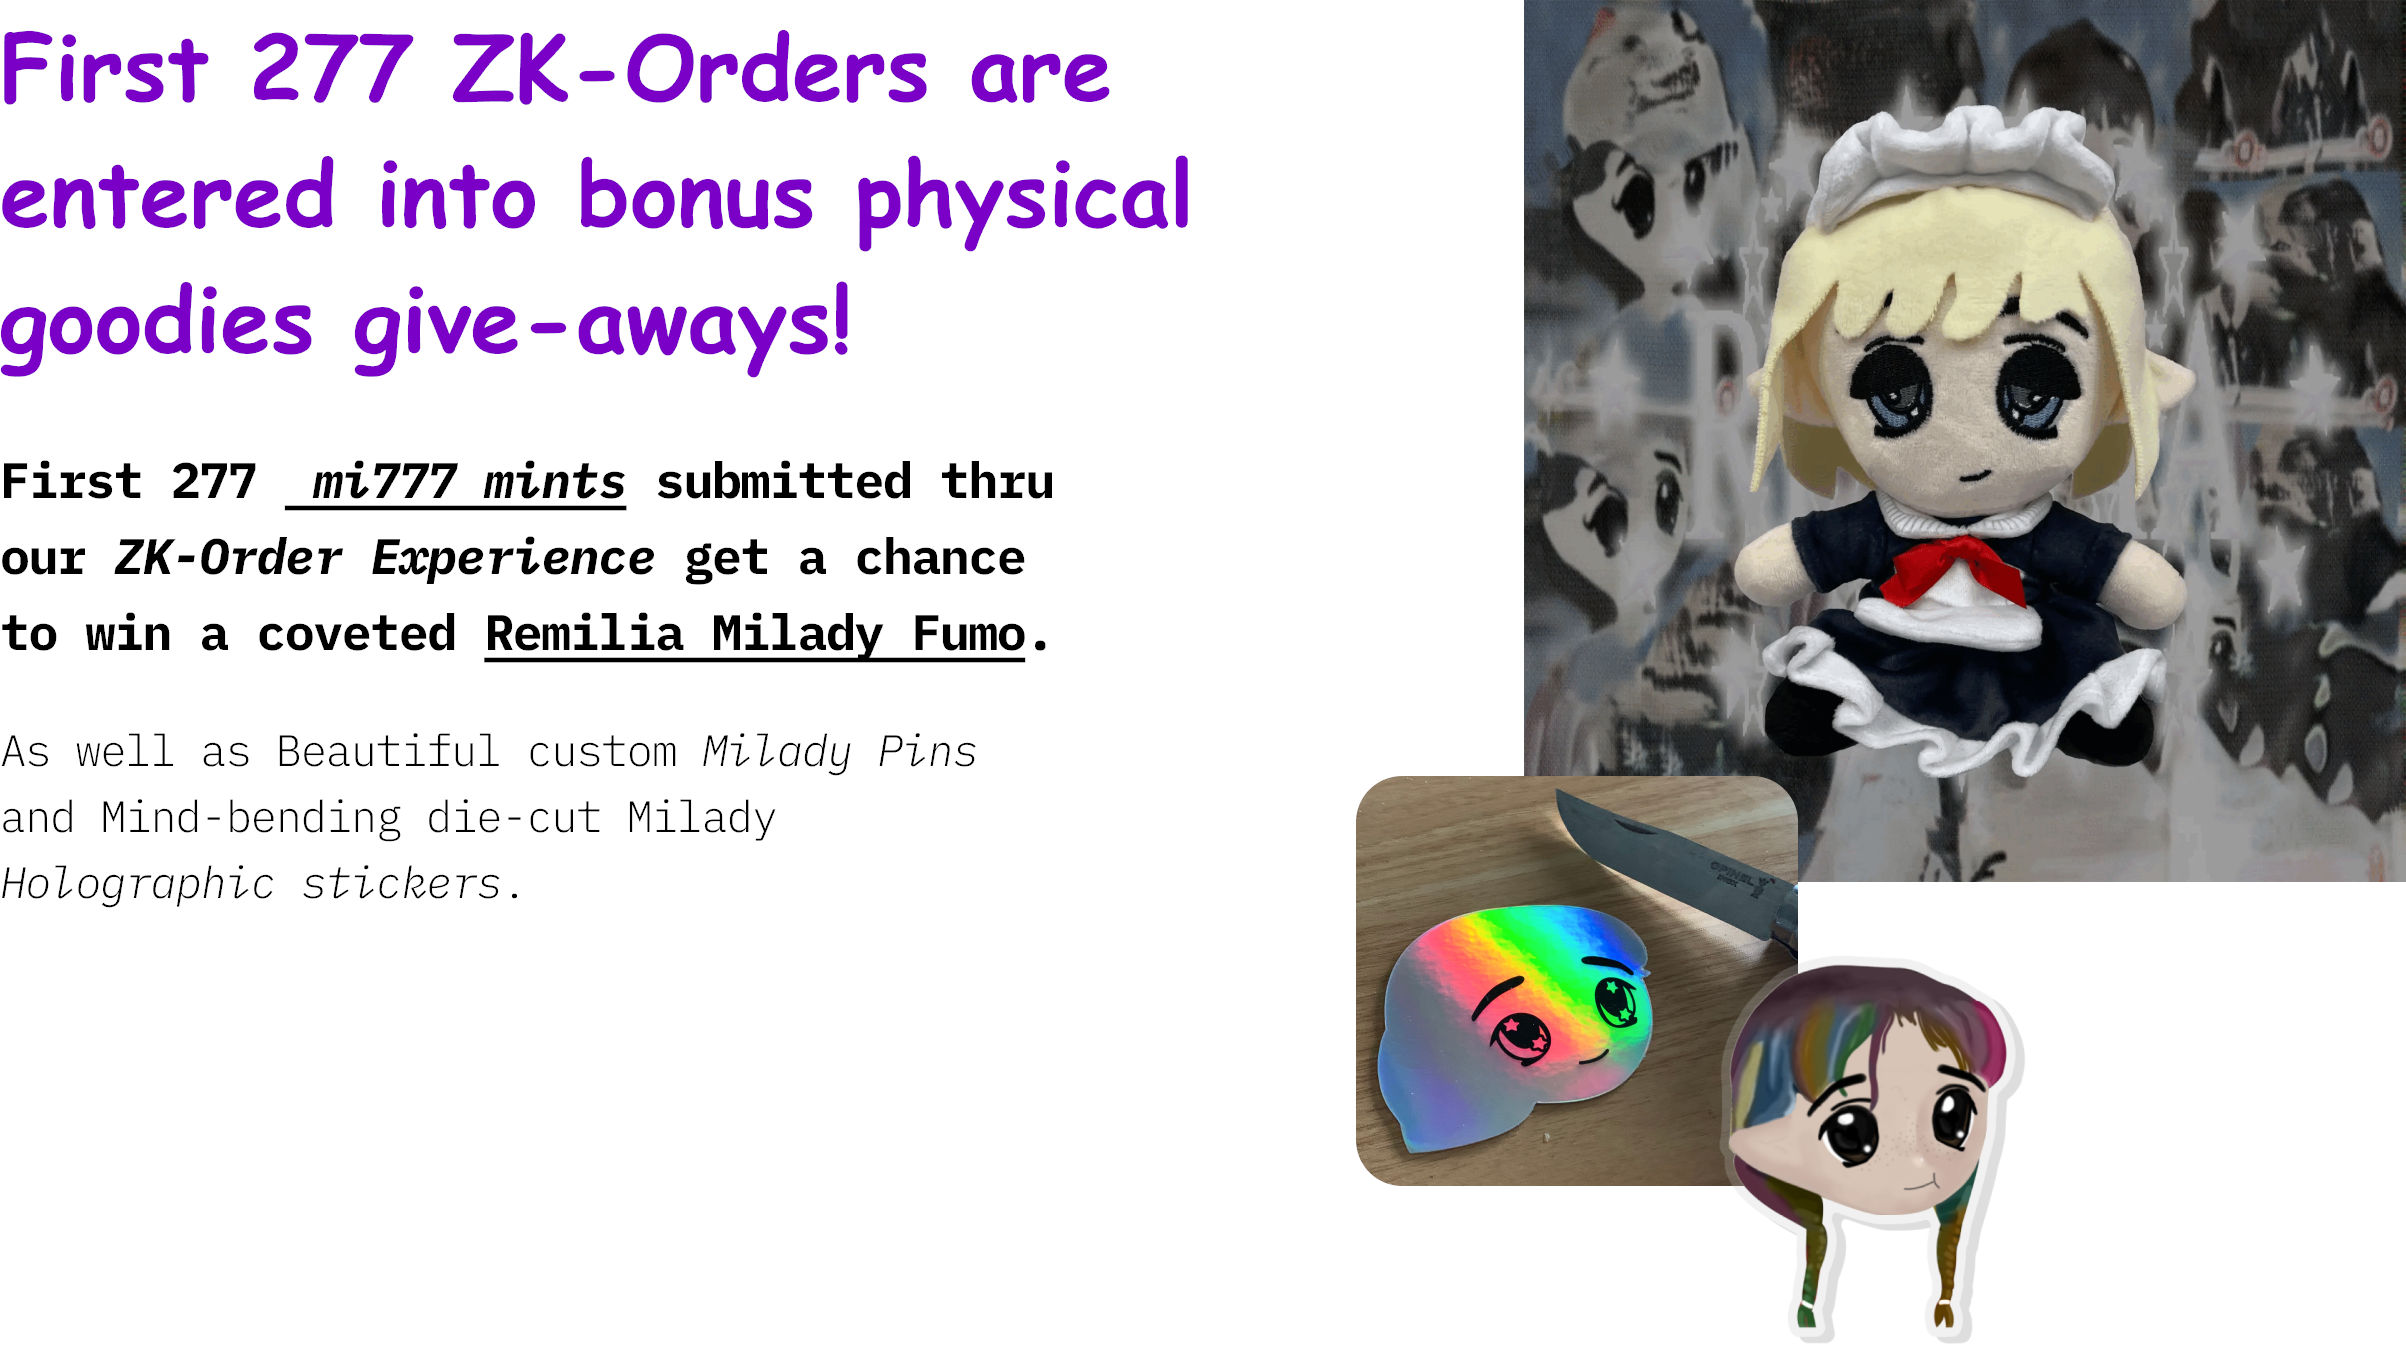 First 277 ZK-Orders are
entered into bonus physical
goodies give-aways!
First 277 mi777 mints submitted thru
our ZK-Order Experience get a chance
to win a coveted Remilia Milady Fumo.
As well as Beautiful custom Milady Pins
and Mind-bending die-cut Milady
Holographic stickers.
OPINEL
INOX